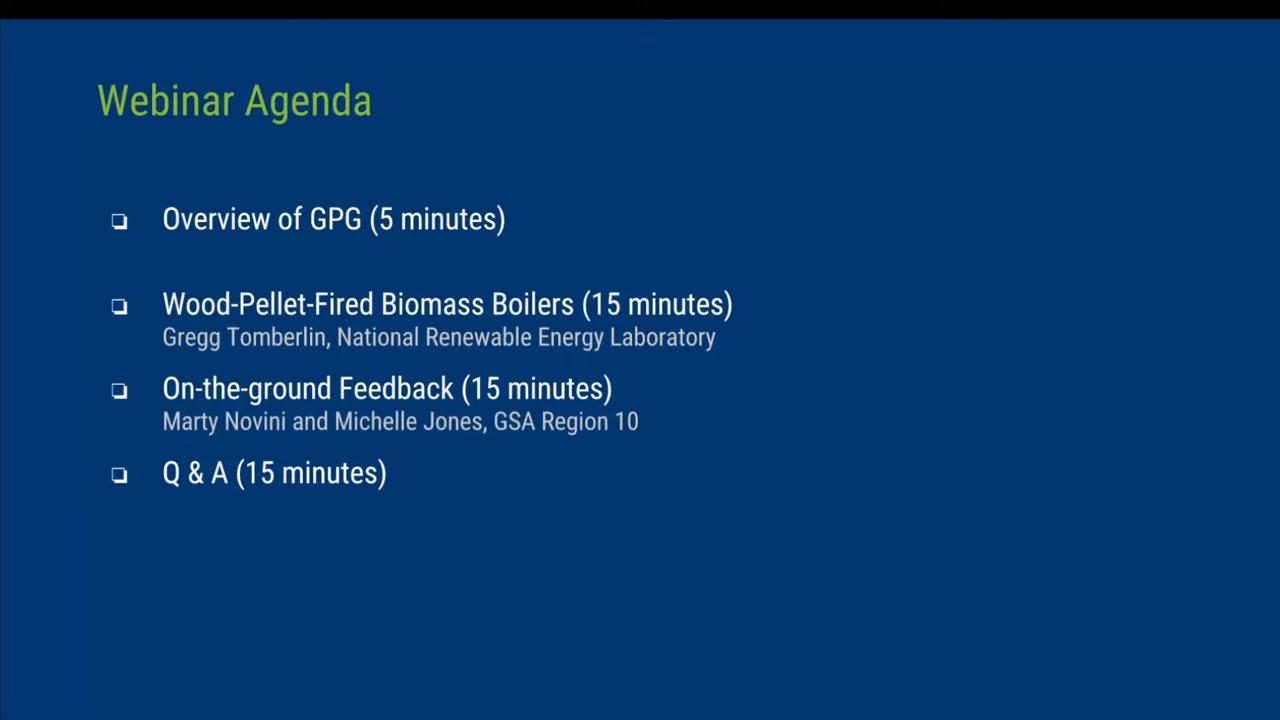 Webinar Agenda
Overview of GPG (5 minutes)
Wood-Pellet-Fired Biomass Boilers (15 minutes)
Gregg Tomberlin, National Renewable Energy Laboratory
On-the-ground Feedback (15 minutes)
Marty Novini and Michelle Jones, GSA Region 10
Q & A (15 minutes)